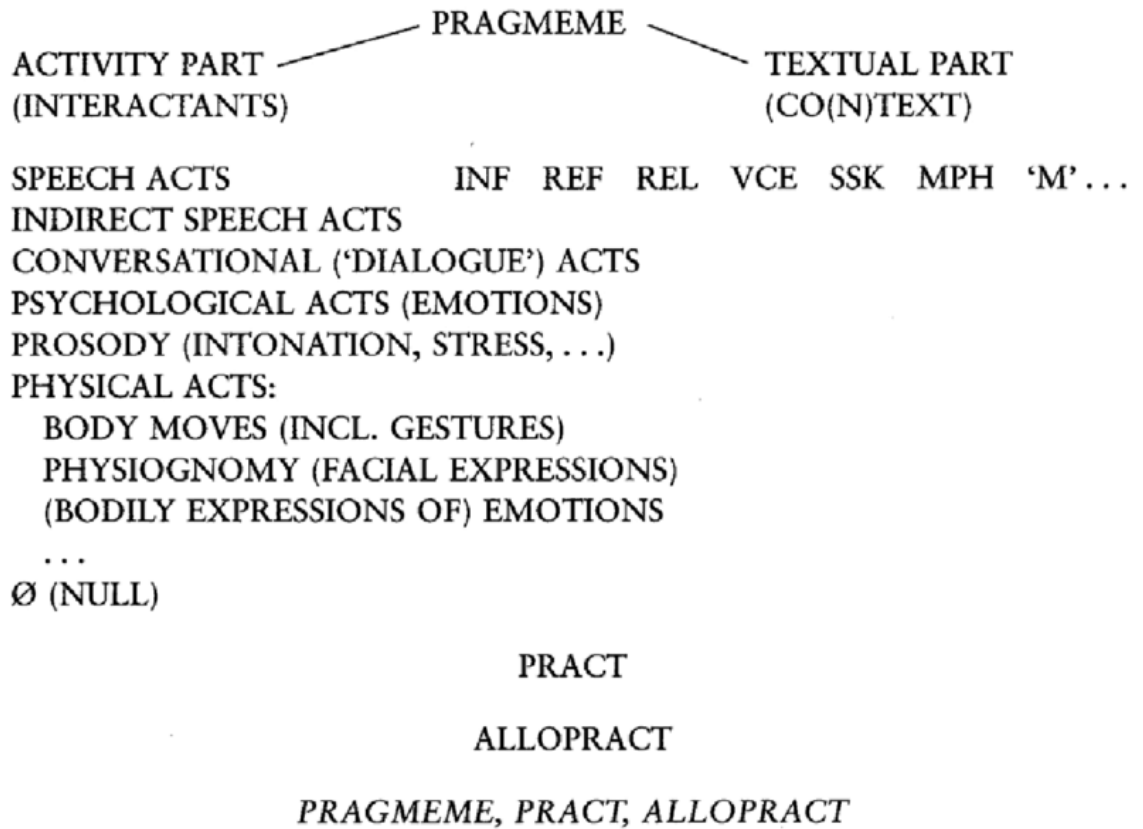 PRAGMEME
ACTIVITY PART TEXTUAL PART
(INTERACTANTS) (CO(N)TEXT)
SPEECH ACTS INF REF REL VCE SSK MPH ‘M’ . . .
INDIRECT SPEECH ACTS
CONVERSATIONAL (‘DIALOGUE’) ACTS
PSYCHOLOGICAL ACTS (EMOTIONS)
PROSODY (INTONATION, STRESS, . . .)
PHYSICAL ACTS:
BODY MOVES (INCL. GESTURES)
PHYSIOGNOMY (FACIAL EXPRESSIONS)
(BODILY EXPRESSIONS OF) EMOTIONS
. . .
Ø (NULL)
PRACT
ALLOPRACT
PRAGMEME, PRACT, ALLOPRACT